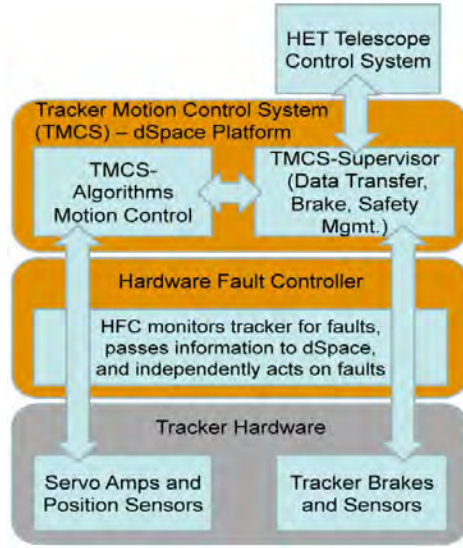 HET Telescope
Control System
Tracker Motion Control System
(TMCS) – dSpace Platform
TMCS-
Algorithms
Motion Control
TMCS-Supervisor
(Data Transfer,
Brake, Safety
Mgmt.)
Hardware Fault Controller
HFC monitors tracker for faults,
passes information to dSpace,
and independently acts on faults
Tracker Hardware
Servo Amps and
Position Sensors
Tracker Brakes
and Sensors